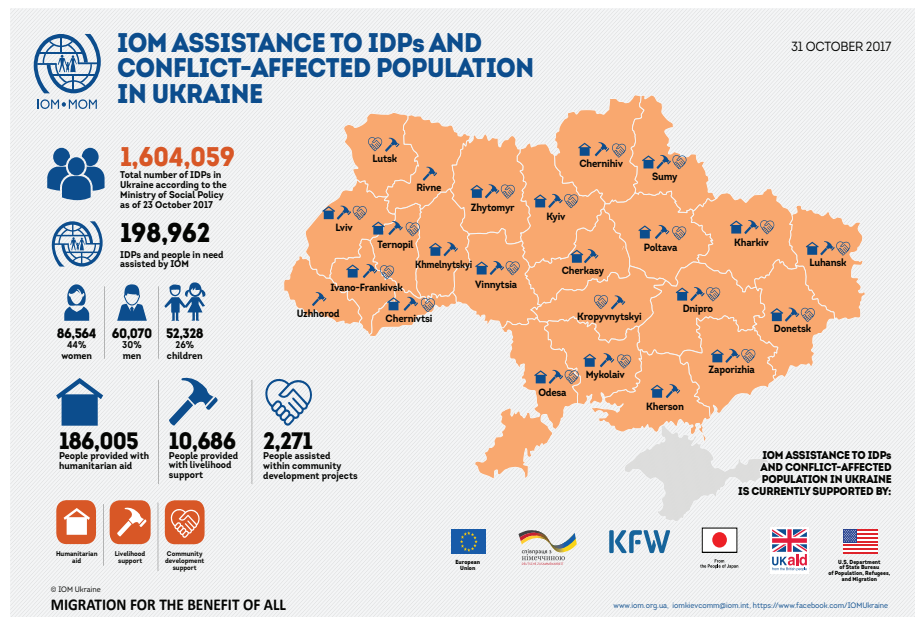 IOM ASSISTANCE TO IDPs AND
CONFLICT-AFFECTED POPULATION
IN UKRAINE
31 OCTOBER 2017
IOM•MOM
1,604,059
Total number of IDPs in
Ukraine according to the
Ministry of Social Policy
as of 23 October 2017
198,962
IDPs and people in need
assisted by IOM
86,564
44%
women
60,070
30%
men
52,328
26%
children
186,005
People provided with
humanitarian aid
10,686
People provided
with livelihood
support
2,271
People assisted
within community
development projects
Humanitarian
aid
Livelihood
support
Community
development
support
Lutsk
Rivne
Zhytomyr
Kyiv
Chernihiv
Sumy
Lviv
Ternopil
Khmelnytskyi
Vinnytsia
Cherkasy
Poltava
Kharkiv
Luhansk
Ivano-Frankivsk
Uzhhorod
Chernivtsi
Kropyvnytskyi
Dnipro
Donetsk
Odesa
Mykolaiv
Kherson
Zaporizhia
IOM ASSISTANCE TO IDPs
AND CONFLICT-AFFECTED
POPULATION IN UKRAINE
IS CURRENTLY SUPPORTED BY:
European
Union
співпраця з
німеччиною
KFW
From
the People of Japan
UKaid
from the British people
U.S. Department
of State Bureau
of Population, Refugees,
and Migration
© IOM Ukraine
MIGRATION FOR THE BENEFIT OF ALL
www.iom.org.ua, iomkievcomm@iom.int, https://www.facebook.com/IOMUkraine